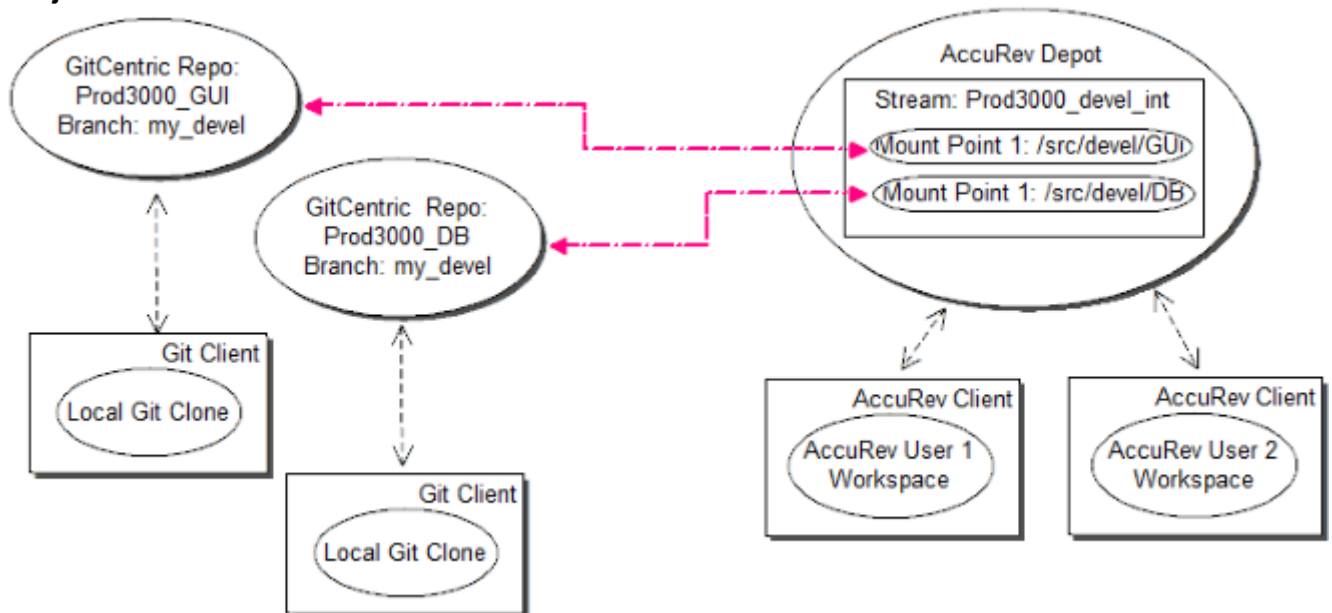 GitCentric Repo:
Prod3000_GUI
Branch: my_devel
GitCentric Repo:
Prod3000_DB
Branch: my_devel
Git Client
Local Git Clone
Git Client
Local Git Clone
AccuRev Depot
Stream: Prod3000_devel_int
Mount Point 1: /src/devel/GUI
Mount Point 1: /src/devel/DB
AccuRev Client
AccuRev User 1
Workspace
AccuRev Client
AccuRev User 2
Workspace